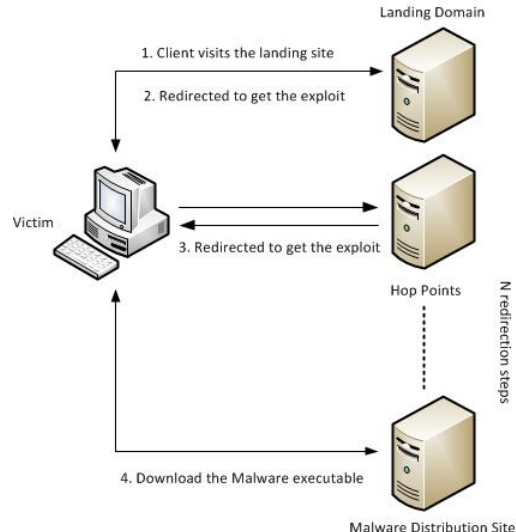 Landing Domain
1. Client visits the landing site
2. Redirected to get the exploit
Victim
3. Redirected to get the exploit
Hop Points
N redirection steps
4. Download the Malware executable
Malware Distribution Site